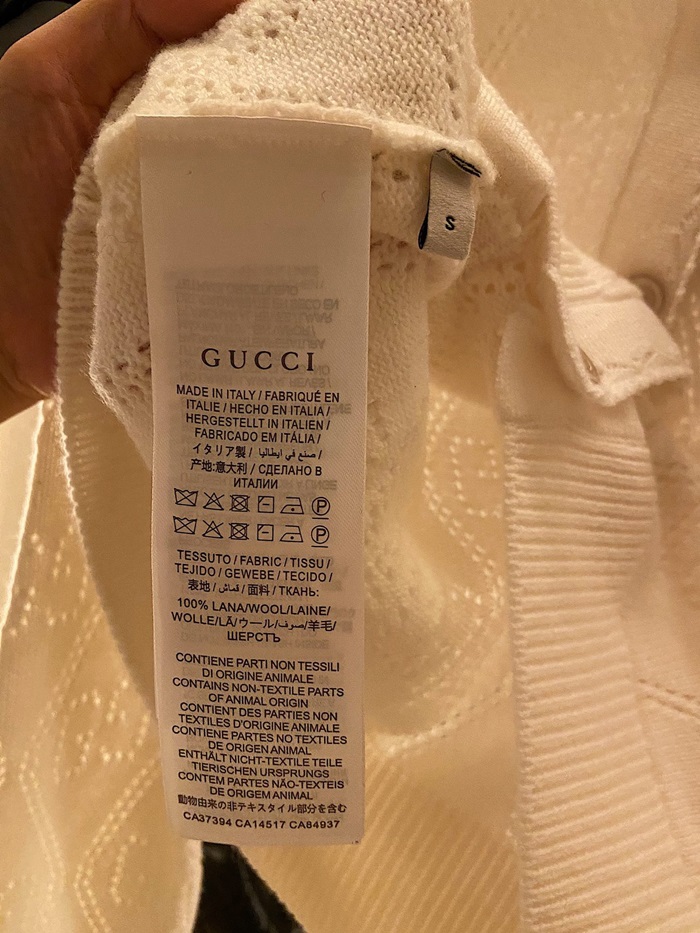 S
GUCCI
MADE IN ITALY / FABRIQUÉ EN
ITALIE / HECHO EN ITALIA /
HERGESTELLT IN ITALIEN /
FABRICADO EM ITÁLIA /
イタリア製 / صنع في ايطاليا /
产地:意大利 / СДЕЛАНО В
ИТАЛИИ
P
P
TESSUTO / FABRIC / TISSU /
TEJIDO / GEWEBE / TECIDO /
表地 / قماش / 面料 / ТКАНЬ:
100% LANA/WOOL/LAINE/
WOLLE/LÃ/ウール/صوف/羊毛/
ШЕРСТЬ
CONTIENE PARTI NON TESSILI
DI ORIGINE ANIMALE
CONTAINS NON-TEXTILE PARTS
OF ANIMAL ORIGIN
CONTIENT DES PARTIES NON
TEXTILES D'ORIGINE ANIMALE
CONTIENE PARTES NO TEXTILES
DE ORIGEN ANIMAL
ENTHÄLT NICHT-TEXTILE TEILE
TIERISCHEN URSPRUNGS
CONTEM PARTES NÃO-TEXTEIS
DE ORIGEM ANIMAL
動物由来の非テキスタイル部分を含む
CA37394 CA14517 CA84937